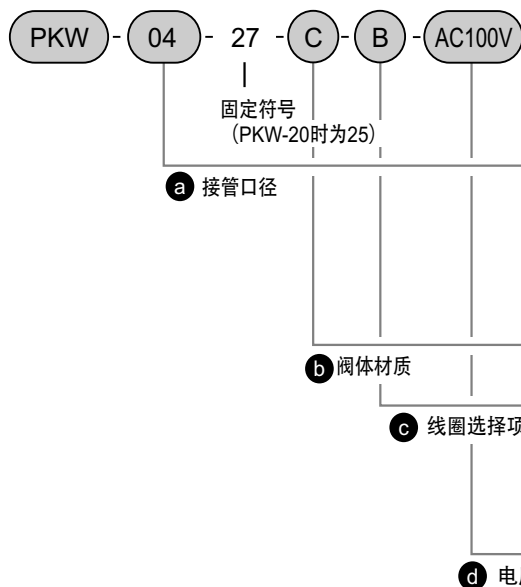 PKW - 04 - 27 - C - B - AC100V
固定符号
（PKW-20时为25）
a 接管口径
b 阀体材质
c 线圈选择项
d 电